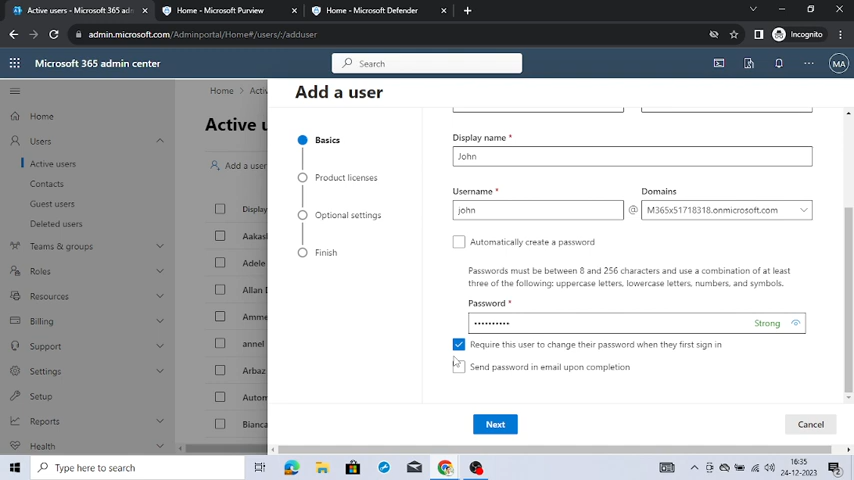 Active users - Microsoft 365 adm
Home - Microsoft Purview
Home - Microsoft Defender
admin.microsoft.com/Adminportal/Home#/users/:/adduser
Incognito
Microsoft 365 admin center
Search
MA
Home
Users
Active users
Contacts
Guest users
Deleted users
Teams & groups
Roles
Resources
Billing
Support
Settings
Setup
Reports
Health
Home
Activ
Active u
Add a user
Display
Aakash
Adele
Allan D
Amme
annel
Arbaz
Autom
Bianca
Add a user
Basics
Product licenses
Optional settings
Finish
Display name *
John
Username *
Domains
john
@
M365x51718318.onmicrosoft.com
Automatically create a password
Passwords must be between 8 and 256 characters and use a combination of at least
three of the following: uppercase letters, lowercase letters, numbers, and symbols.
Password *
••••••••••
Strong
Require this user to change their password when they first sign in
Send password in email upon completion
Next
Cancel
Type here to search
16:35
24-12-2023
2